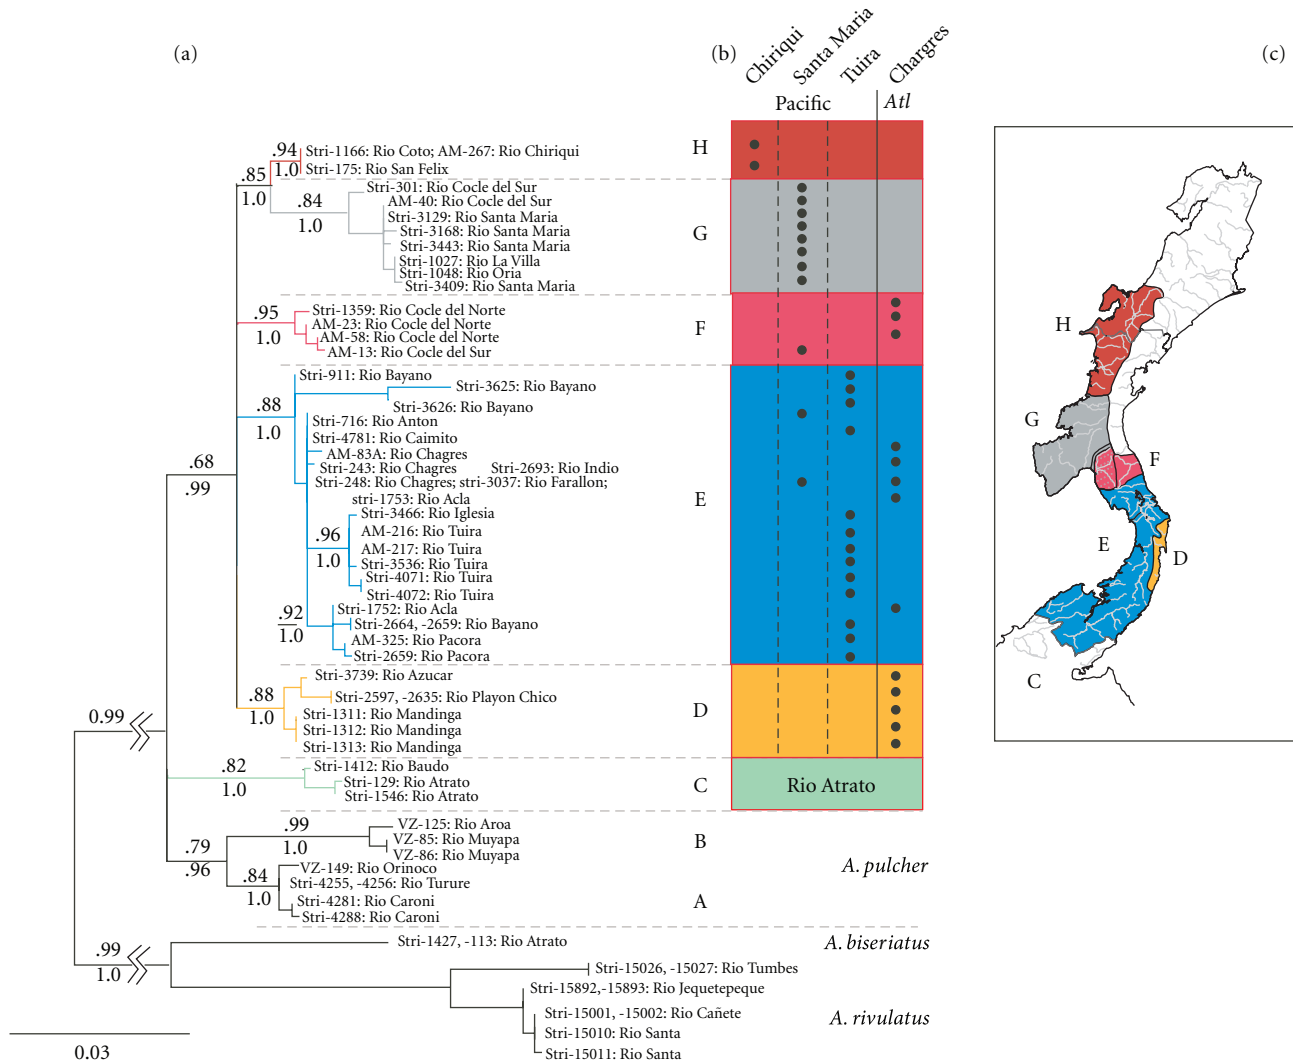 (a)
(b)
(c)
Chiriqui
Santa Maria
Tuira
Chargres
Pacific
Atl
.94
1.0
Stri-1166: Rio Coto; AM-267: Rio Chiriqui
Stri-175: Rio San Felix
H
.85
1.0
.84
1.0
Stri-301: Rio Cocle del Sur
AM-40: Rio Cocle del Sur
Stri-3129: Rio Santa Maria
Stri-3168: Rio Santa Maria
Stri-3443: Rio Santa Maria
Stri-1027: Rio La Villa
Stri-1048: Rio Oria
Stri-3409: Rio Santa Maria
G
.95
1.0
Stri-1359: Rio Cocle del Norte
AM-23: Rio Cocle del Norte
AM-58: Rio Cocle del Norte
AM-13: Rio Cocle del Sur
F
.88
1.0
Stri-911: Rio Bayano
Stri-3625: Rio Bayano
Stri-3626: Rio Bayano
Stri-716: Rio Anton
Stri-4781: Rio Caimito
AM-83A: Rio Chagres
Stri-243: Rio Chagres
Stri-2693: Rio Indio
Stri-248: Rio Chagres; stri-3037: Rio Farallon;
stri-1753: Rio Acla
E
.68
.99
.96
1.0
Stri-3466: Rio Iglesia
AM-216: Rio Tuira
AM-217: Rio Tuira
Stri-3536: Rio Tuira
Stri-4071: Rio Tuira
Stri-4072: Rio Tuira
.92
1.0
Stri-1752: Rio Acla
Stri-2664, -2659: Rio Bayano
AM-325: Rio Pacora
Stri-2659: Rio Pacora
.88
1.0
Stri-3739: Rio Azucar
Stri-2597, -2635: Rio Playon Chico
Stri-1311: Rio Mandinga
Stri-1312: Rio Mandinga
Stri-1313: Rio Mandinga
D
0.99
.82
1.0
Stri-1412: Rio Baudo
Stri-129: Rio Atrato
Stri-1546: Rio Atrato
C
Rio Atrato
.79
.96
.99
1.0
VZ-125: Rio Aroa
VZ-85: Rio Muyapa
VZ-86: Rio Muyapa
B
.84
1.0
VZ-149: Rio Orinoco
Stri-4255, -4256: Rio Turure
Stri-4281: Rio Caroni
Stri-4288: Rio Caroni
A
A. pulcher
.99
1.0
Stri-1427, -113: Rio Atrato
A. biseriatus
Stri-15026, -15027: Rio Tumbes
Stri-15892,-15893: Rio Jequetepeque
Stri-15001, -15002: Rio Cañete
Stri-15010: Rio Santa
Stri-15011: Rio Santa
A. rivulatus
0.03
H
G
F
E
D
C